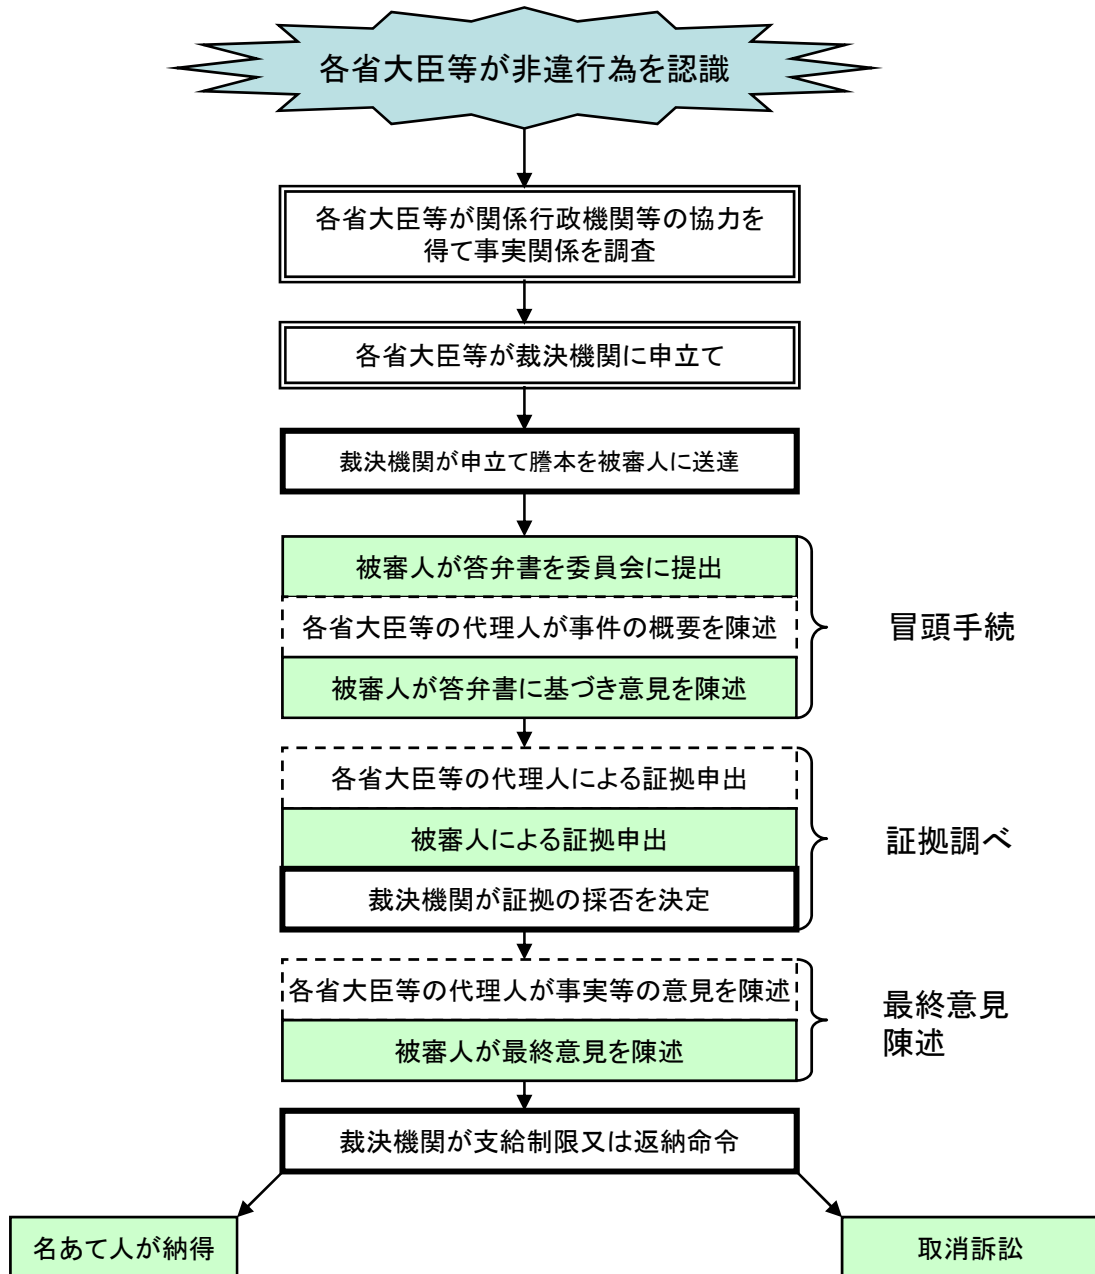 各省大臣等が非違行為を認識
各省大臣等が関係行政機関等の協力を
得て事実関係を調査
各省大臣等が裁決機関に申立て
裁決機関が申立て謄本を被審人に送達
被審人が答弁書を委員会に提出
各省大臣等の代理人が事件の概要を陳述
被審人が答弁書に基づき意見を陳述
冒頭手続
各省大臣等の代理人による証拠申出
被審人による証拠申出
裁決機関が証拠の採否を決定
証拠調べ
各省大臣等の代理人が事実等の意見を陳述
被審人が最終意見を陳述
最終意見
陳述
裁決機関が支給制限又は返納命令
名あて人が納得
取消訴訟